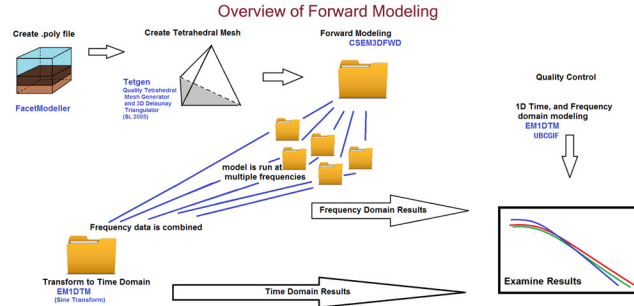 Overview of Forward Modeling
Create .poly file
FacetModeller
Create Tetrahedral Mesh
Tetgen
Quality Tetrahedral
Mesh Generator
and 3D Delaunay
Triangulator
(Si, 2005)
Forward Modeling
CSEM3DFWD
model is run at
multiple frequencies
Frequency data is combined
Transform to Time Domain
EM1DTM
(Sine Transform)
Frequency Domain Results
Time Domain Results
Quality Control
1D Time, and Frequency
domain modeling
EM1DTM
UBCGIF
Examine Results